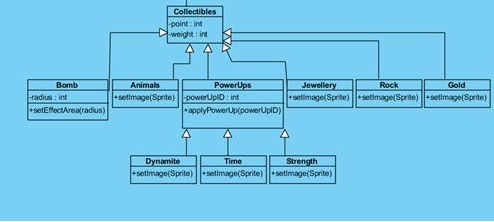 Collectibles
-point : int
-weight : int
Bomb
-radius : int
+setEffectArea(radius)
Animals
+setImage(Sprite)
PowerUps
-powerUpID : int
+applyPowerUp(powerUpID)
Jewellery
+setImage(Sprite)
Rock
+setImage(Sprite)
Gold
+setImage(Sprite)
Dynamite
+setImage(Sprite)
Time
+setImage(Sprite)
Strength
+setImage(Sprite)